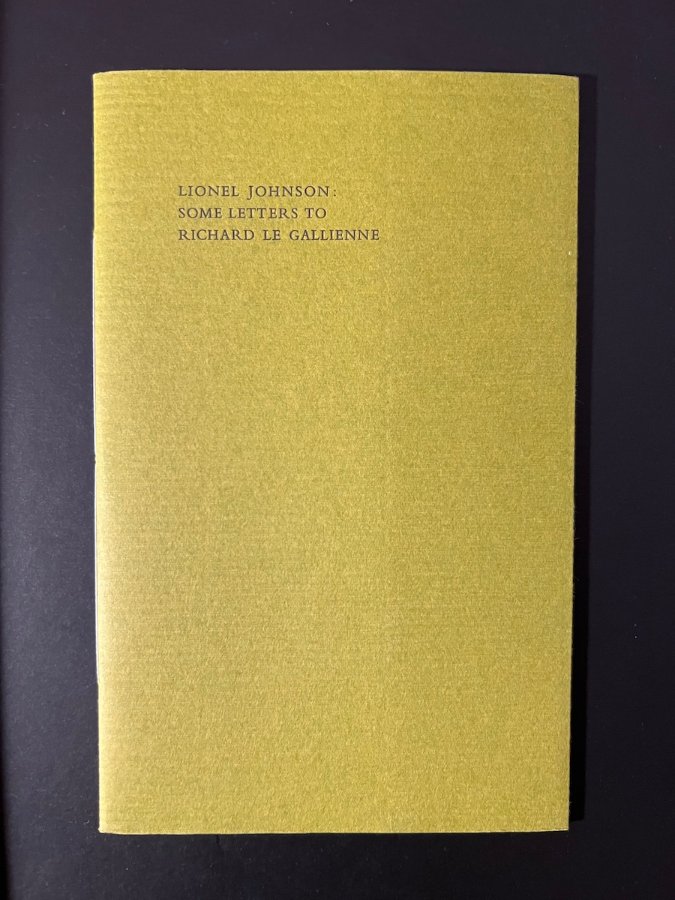 LIONEL JOHNSON:
SOME LETTERS TO
RICHARD LE GALLIENNE